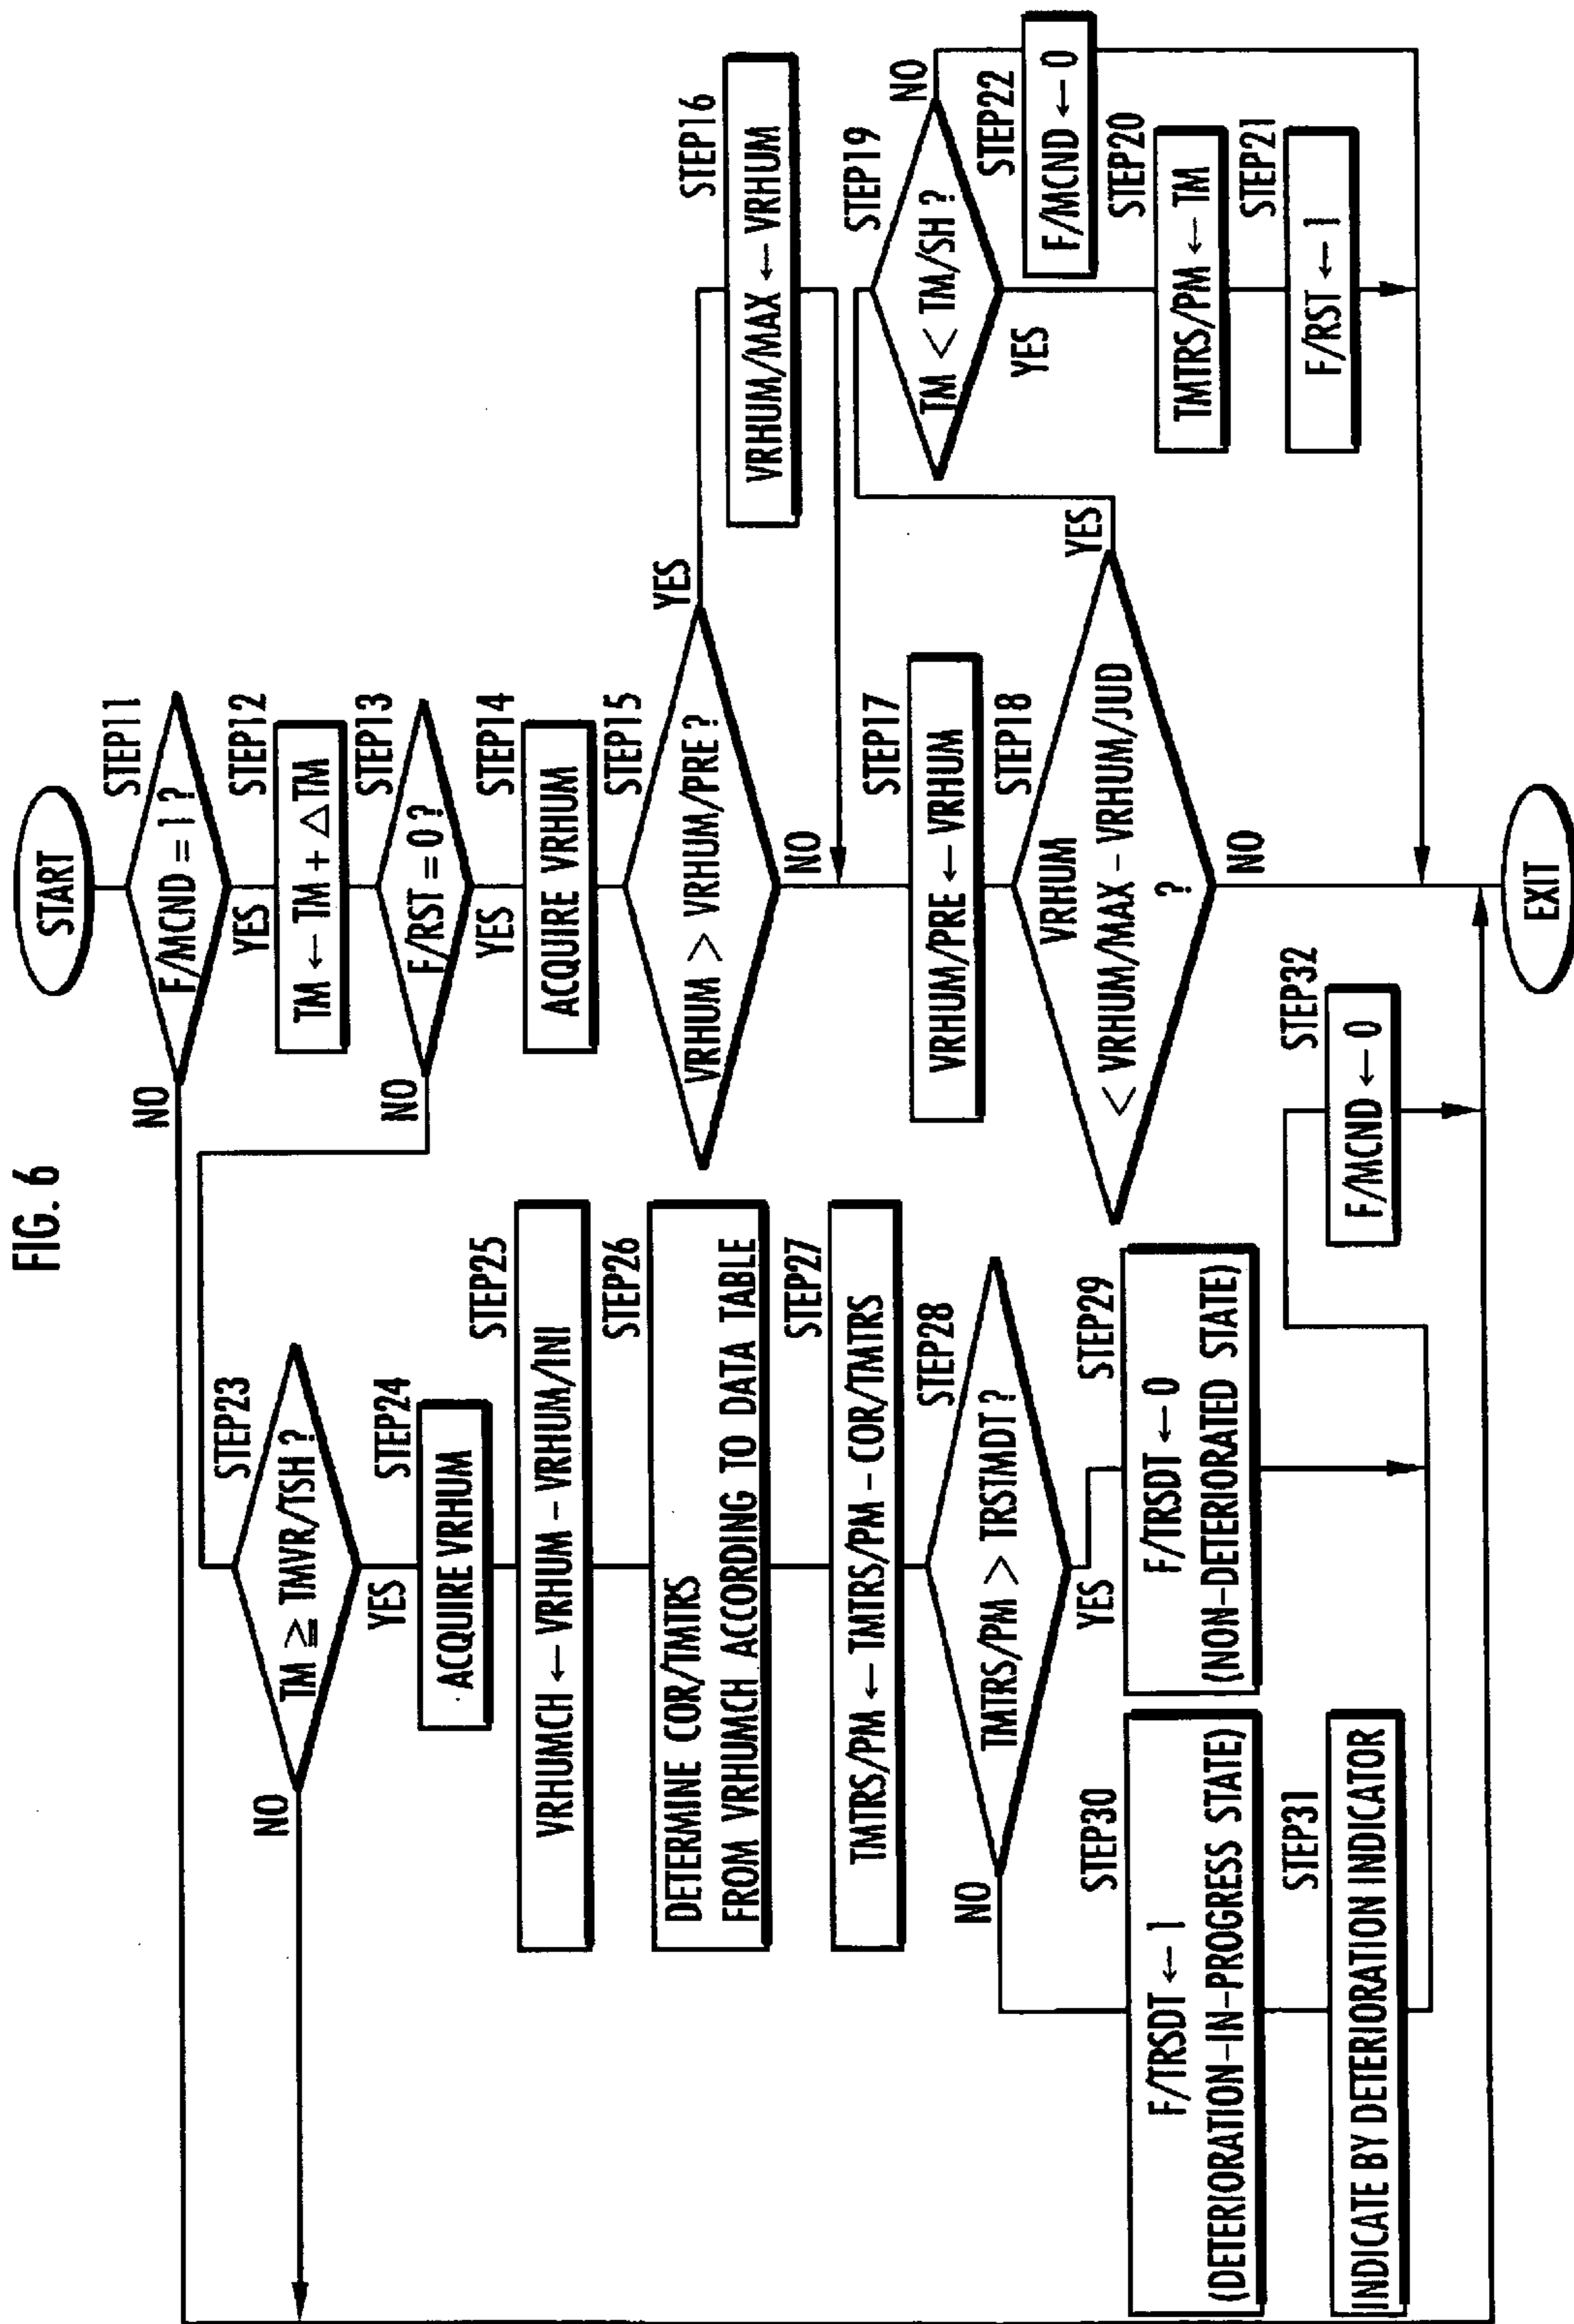 FIG. 6
START
STEP11
F/MCND = 1 ?
NO
YES
STEP12
TM ← TM + △TM
STEP13
F/RST = 0 ?
NO
YES
STEP14
ACQUIRE VRHUM
STEP15
VRHUM > VRHUM/PRE ?
YES
NO
STEP16
VRHUM/MAX ← VRHUM
STEP17
VRHUM/PRE ← VRHUM
STEP18
VRHUM
< VRHUM/MAX – VRHUM/JUD
?
YES
NO
STEP19
TM < TM/SH ?
NO
YES
STEP22
F/MCND ← 0
STEP20
TMTRS/PM ← TM
STEP21
F/RST ← 1
STEP23
TM ≧ TMVR/TSH ?
NO
YES
STEP24
ACQUIRE VRHUM
STEP25
VRHUMCH ← VRHUM – VRHUM/INI
STEP26
DETERMINE COR/TMTRS
FROM VRHUMCH ACCORDING TO DATA TABLE
STEP27
TMTRS/PM ← TMTRS/PM – COR/TMTRS
STEP28
TMTRS/PM > TRSTMDT ?
NO
YES
STEP29
F/TRSDT ← 0
(NON-DETERIORATED STATE)
STEP30
F/TRSDT ← 1
(DETERIORATION-IN-PROGRESS STATE)
STEP31
INDICATE BY DETERIORATION INDICATOR
STEP32
F/MCND ← 0
EXIT